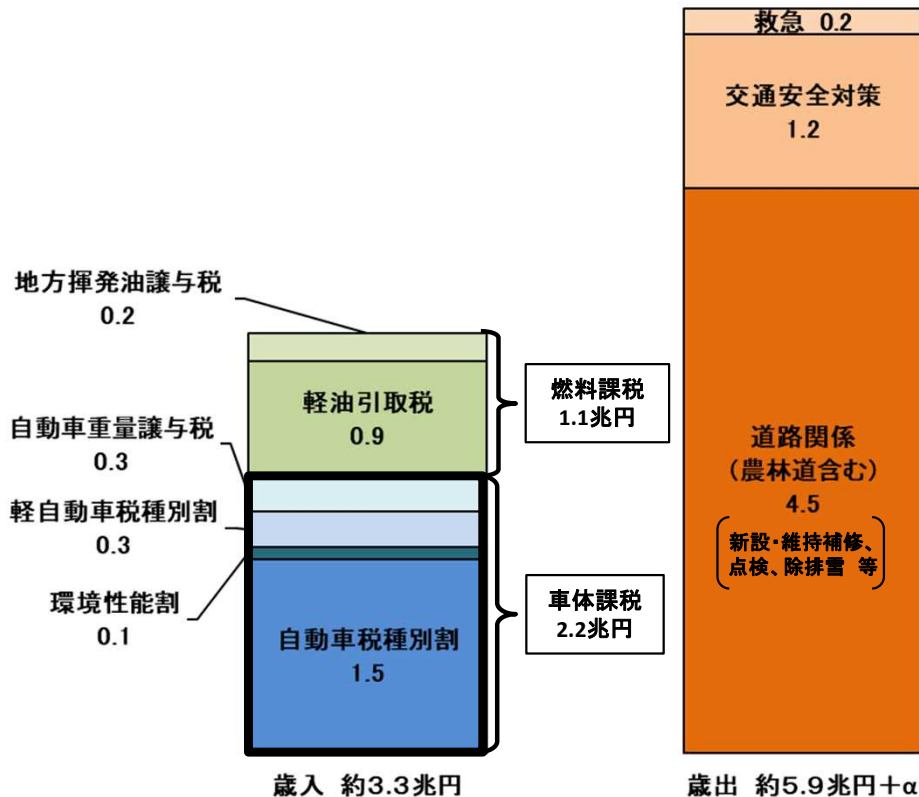 救急 0.2
交通安全対策
1.2
地方揮発油譲与税
0.2
軽油引取税
0.9
燃料課税
1.1兆円
自動車重量譲与税
0.3
軽自動車税種別割
0.3
環境性能割
0.1
自動車税種別割
1.5
車体課税
2.2兆円
道路関係
(農林道含む)
4.5
新設・維持補修、
点検、除排雪 等
歳入 約3.3兆円
歳出 約5.9兆円+α